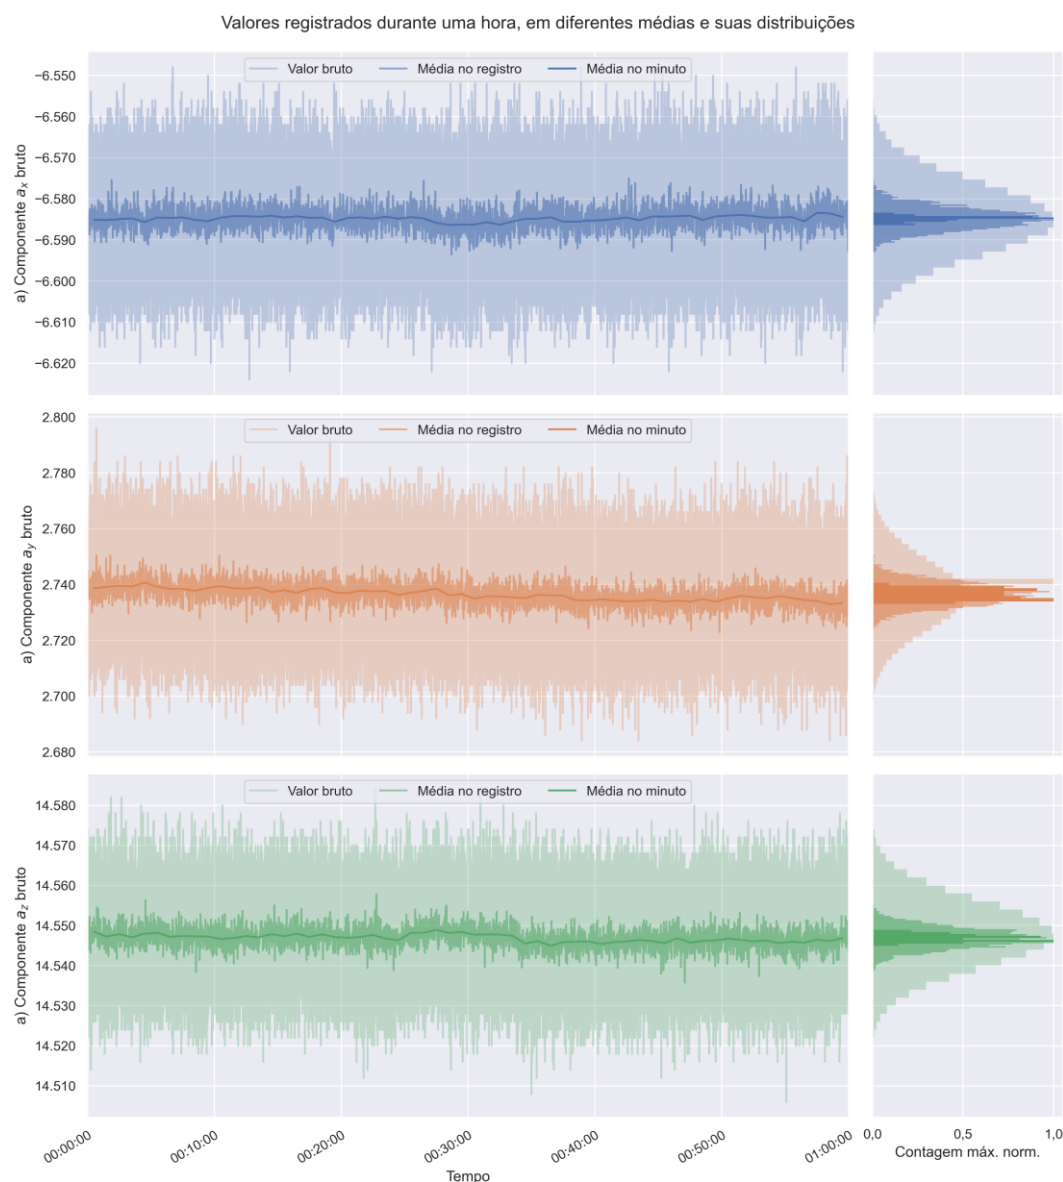 Valores registrados durante uma hora, em diferentes médias e suas distribuições
Valor bruto Média no registro Média no minuto
−6.550
−6.560
−6.570
−6.580
−6.590
−6.600
−6.610
−6.620
a) Componente aₓ bruto
Valor bruto Média no registro Média no minuto
2.800
2.780
2.760
2.740
2.720
2.700
2.680
a) Componente a_y bruto
Valor bruto Média no registro Média no minuto
14.580
14.570
14.560
14.550
14.540
14.530
14.520
14.510
a) Componente a_z bruto
00:00:00 00:10:00 00:20:00 00:30:00 00:40:00 00:50:00 01:00:00
Tempo
0,0 0,5 1,0
Contagem máx. norm.